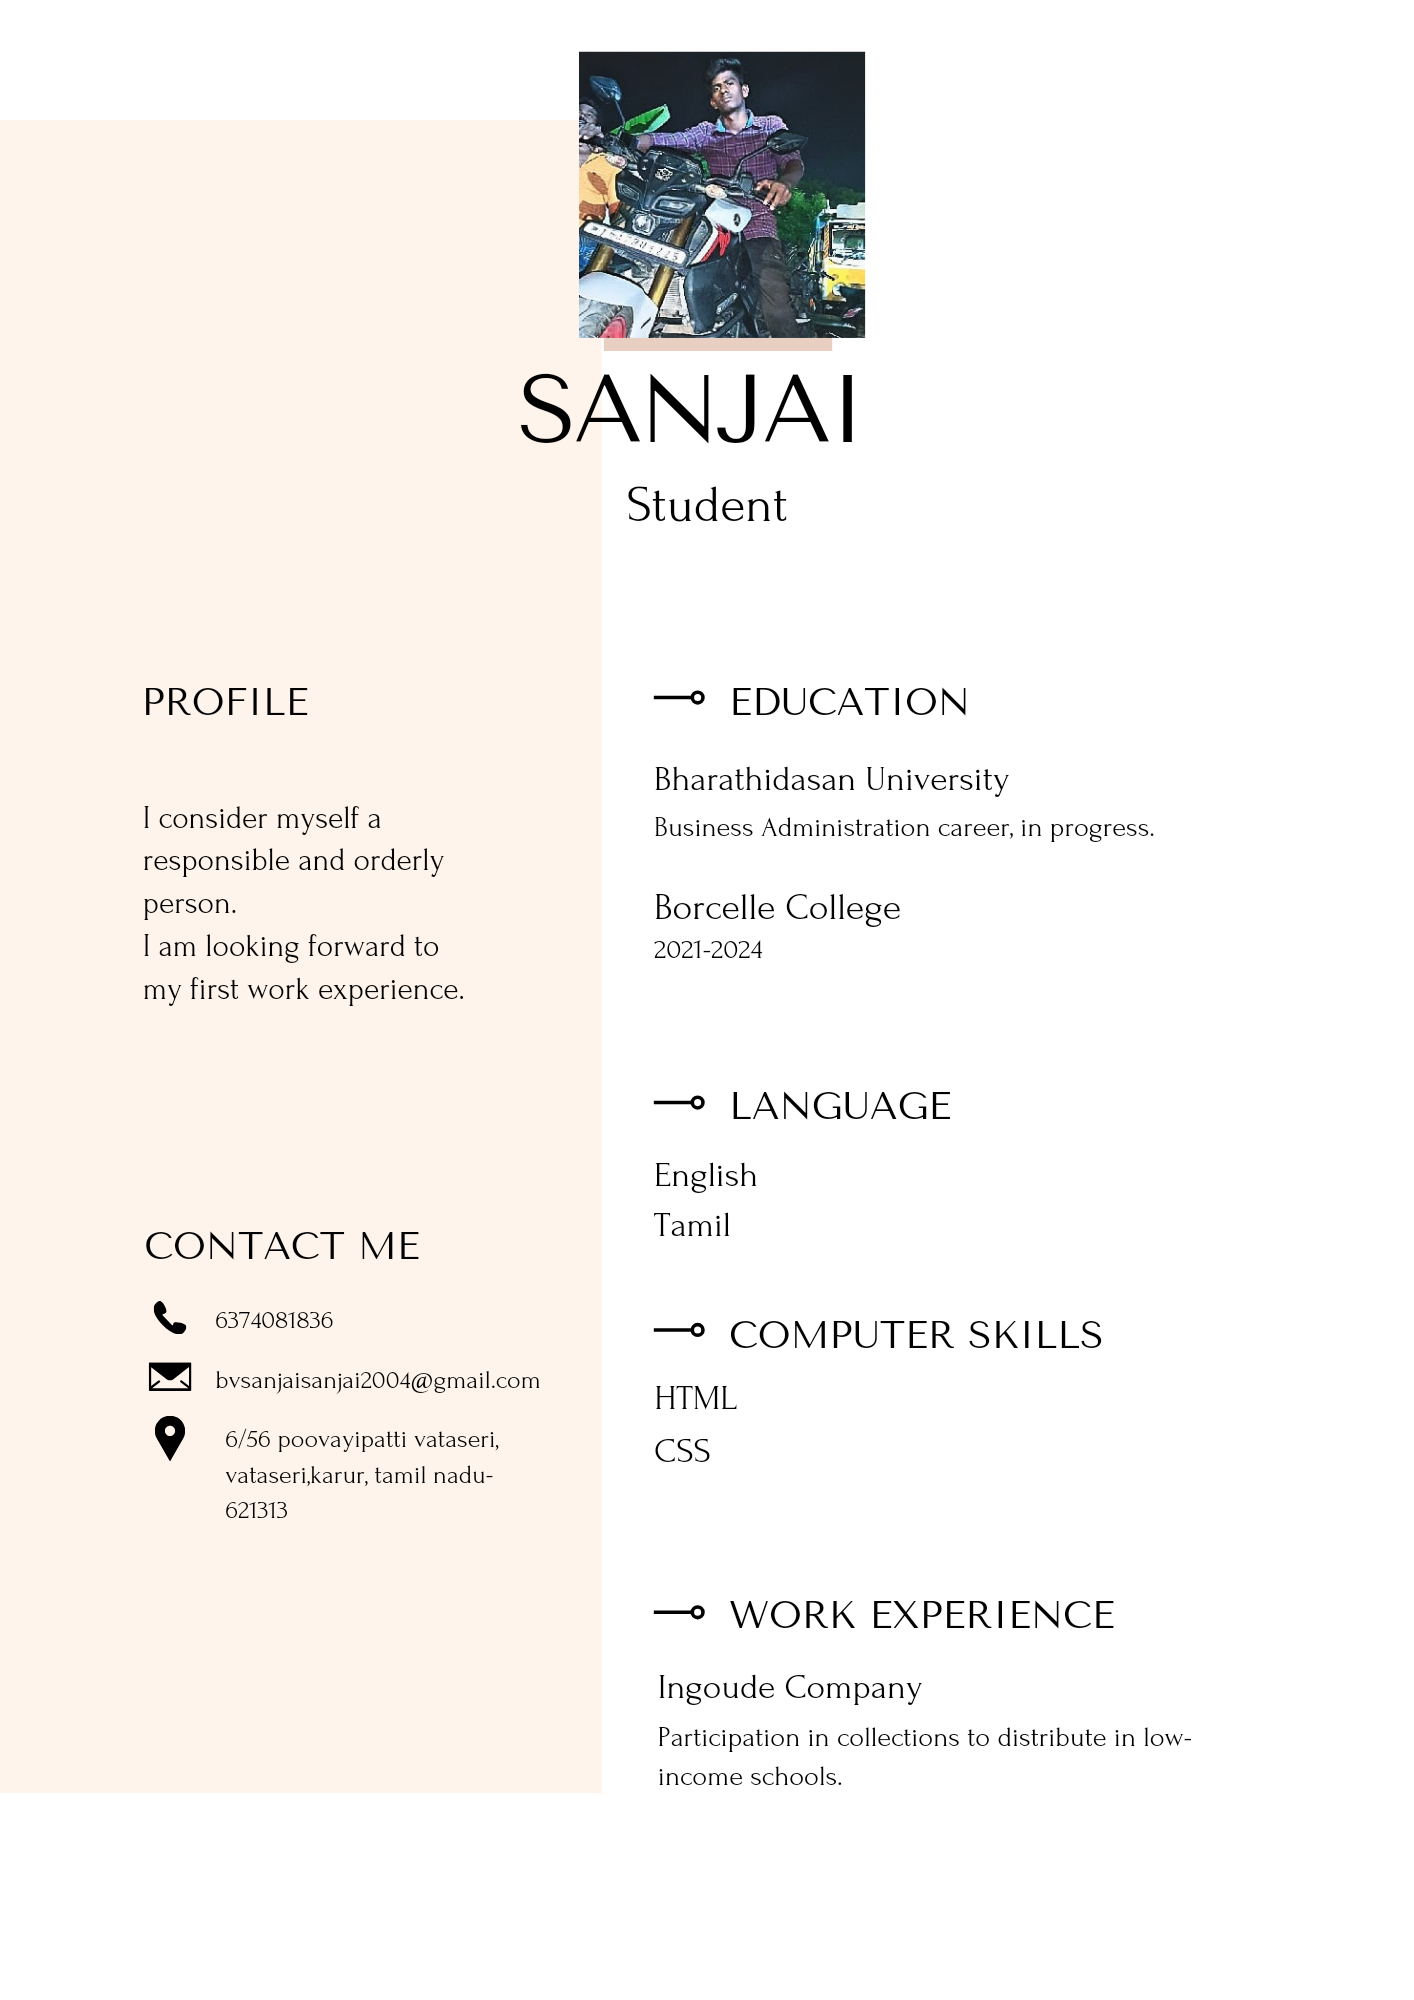 SANJAI
Student
PROFILE
I consider myself a
responsible and orderly
person.
I am looking forward to
my first work experience.
CONTACT ME
6374081836
bvsanjaisanjai2004@gmail.com
6/56 poovayipatti vataseri,
vataseri,karur, tamil nadu-
621313
EDUCATION
Bharathidasan University
Business Administration career, in progress.
Borcelle College
2021-2024
LANGUAGE
English
Tamil
COMPUTER SKILLS
HTML
CSS
WORK EXPERIENCE
Ingoude Company
Participation in collections to distribute in low-
income schools.